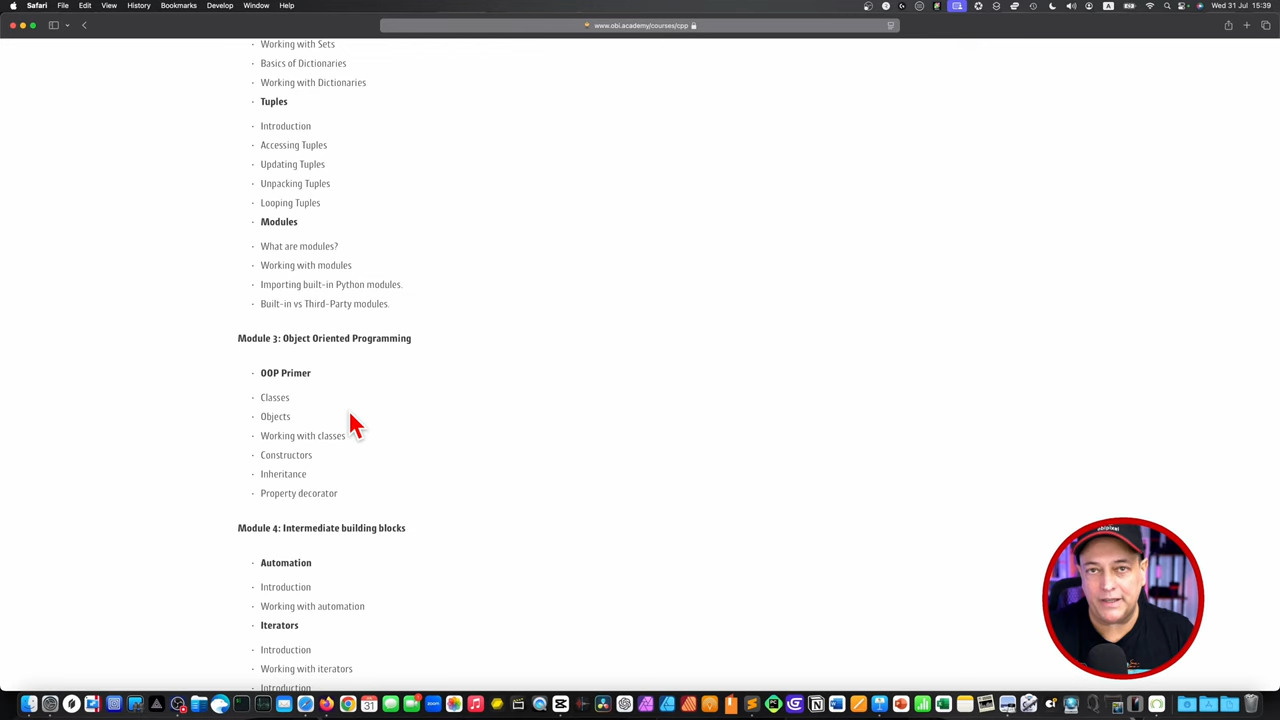 Safari File Edit View History Bookmarks Develop Window Help
A
Wed 31 Jul 15:39
www.obi.academy/courses/cpp
· Working with Sets
· Basics of Dictionaries
· Working with Dictionaries
· Tuples
· Introduction
· Accessing Tuples
· Updating Tuples
· Unpacking Tuples
· Looping Tuples
· Modules
· What are modules?
· Working with modules
· Importing built-in Python modules.
· Built-in vs Third-Party modules.
Module 3: Object Oriented Programming
· OOP Primer
· Classes
· Objects
· Working with classes
· Constructors
· Inheritance
· Property decorator
Module 4: Intermediate building blocks
· Automation
· Introduction
· Working with automation
· Iterators
· Introduction
· Working with iterators
· Introduction
obipixel
zoom
31